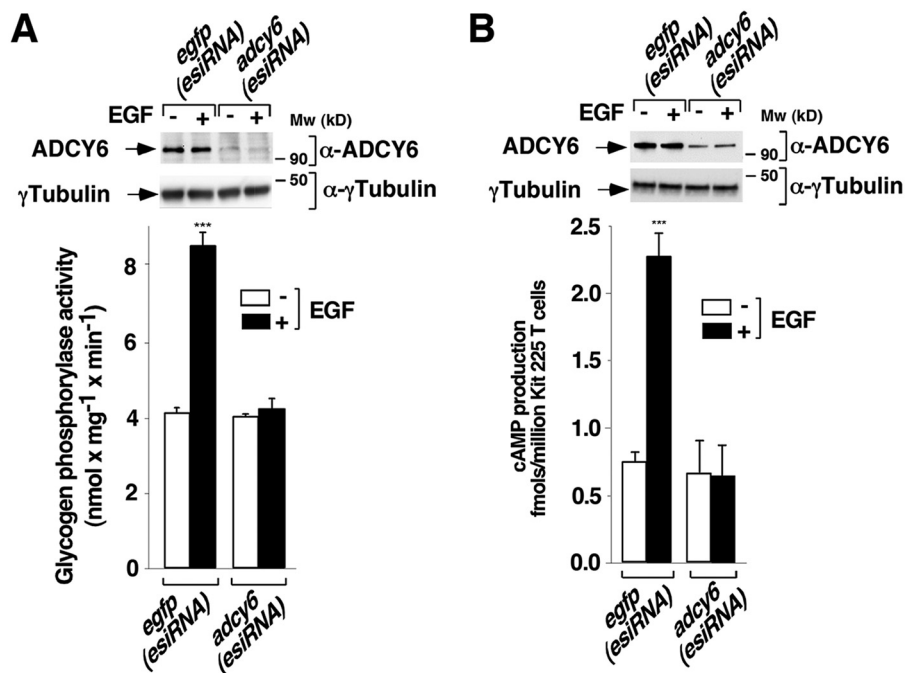 A
egfp
(esiRNA)
adcy6
(esiRNA)
EGF - + - + Mw (kD)
ADCY6
– 90
α-ADCY6
γTubulin
– 50
α-γTubulin
Glycogen phosphorylase activity
(nmol x mg⁻¹ x min⁻¹)
8
6
4
2
0
***
-
+
EGF
egfp
(esiRNA)
adcy6
(esiRNA)
B
egfp
(esiRNA)
adcy6
(esiRNA)
EGF - + - + Mw (kD)
ADCY6
– 90
α-ADCY6
γTubulin
– 50
α-γTubulin
cAMP production
fmols/million Kit 225 T cells
2.5
2.0
1.5
1.0
0.5
0.0
***
-
+
EGF
egfp
(esiRNA)
adcy6
(esiRNA)